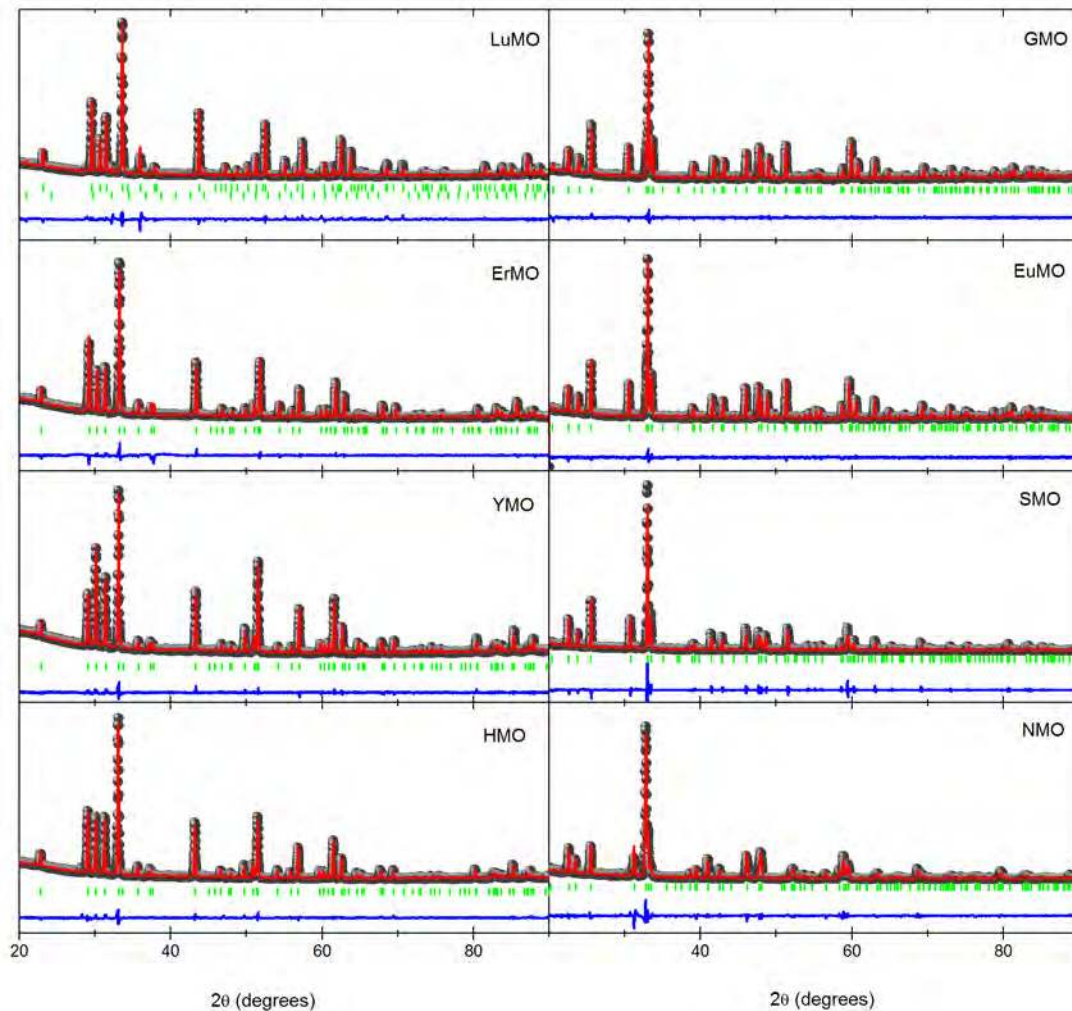 LuMO GMO
ErMO EuMO
YMO SMO
HMO NMO
20 40 60 80 40 60 80
2θ (degrees) 2θ (degrees)